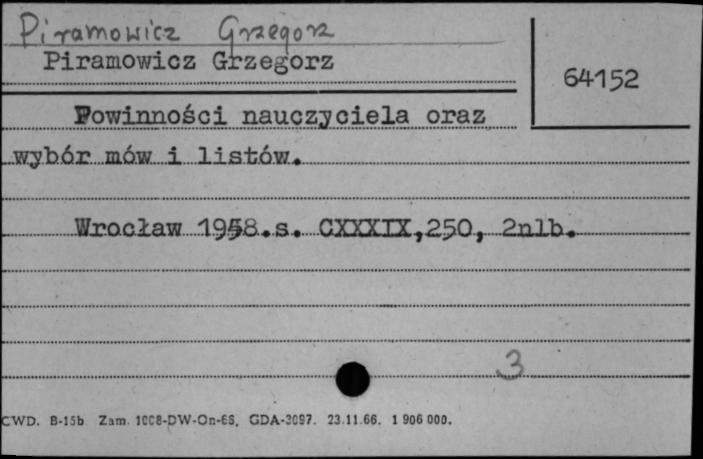 Piramowicz Grzegorz
Piramowicz Grzegorz
64152
Powinności nauczyciela oraz
wybór mów i listów.
Wrocław 1958.s. CXXXIX,250, 2nlb.
3
CWD. B-15b Zam. 1008-DW-On-66, GDA-3097. 23.11.66. 1 906 000.